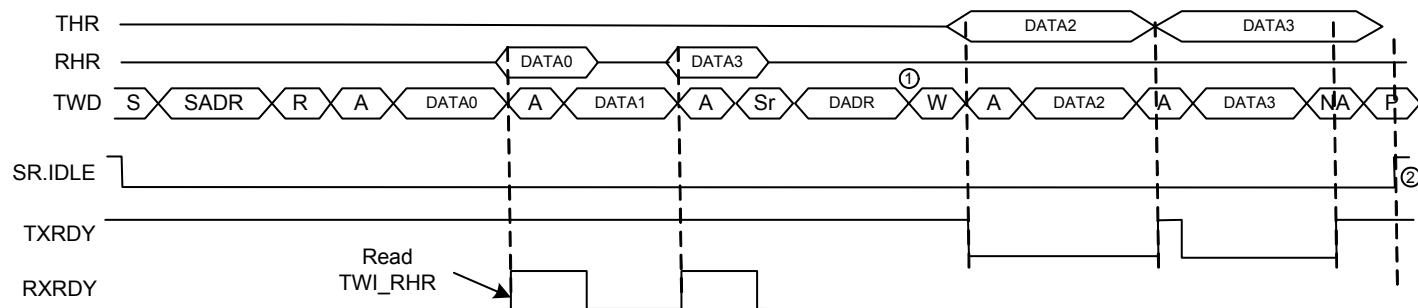 THR DATA2 DATA3
RHR DATA0 DATA3
TWD S SADR R A DATA0 A DATA1 A Sr DADR ① W A DATA2 A DATA3 NA P
SR.IDLE ②
TXRDY
Read
TWI_RHR
RXRDY